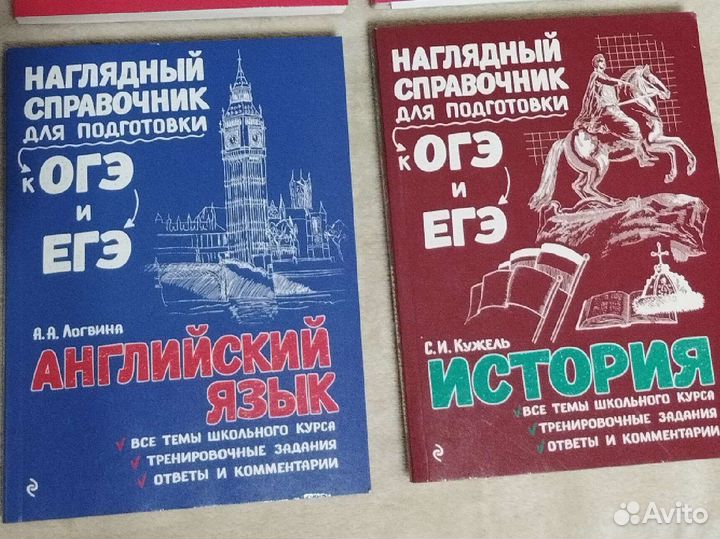 НАГЛЯДНЫЙ
СПРАВОЧНИК
ДЛЯ ПОДГОТОВКИ
К ОГЭ
И
ЕГЭ
А. А. ЛОГВИНА
АНГЛИЙСКИЙ
ЯЗЫК
ВСЕ ТЕМЫ ШКОЛЬНОГО КУРСА
ТРЕНИРОВОЧНЫЕ ЗАДАНИЯ
ОТВЕТЫ И КОММЕНТАРИИ
НАГЛЯДНЫЙ
СПРАВОЧНИК
ДЛЯ ПОДГОТОВКИ
К ОГЭ
И
ЕГЭ
С. И. КУЖЕЛЬ
ИСТОРИЯ
ВСЕ ТЕМЫ ШКОЛЬНОГО КУРСА
ТРЕНИРОВОЧНЫЕ ЗАДАНИЯ
ОТВЕТЫ И КОММЕНТАРИИ
Avito